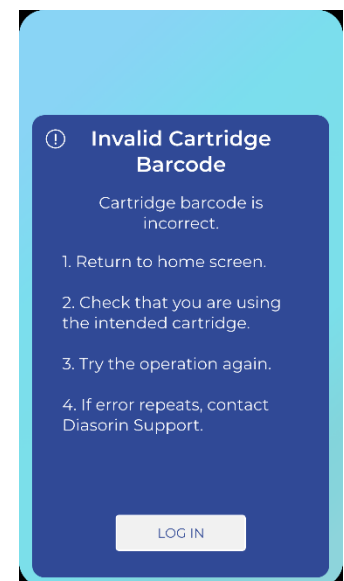 Invalid Cartridge
Barcode
Cartridge barcode is
incorrect.
1. Return to home screen.
2. Check that you are using
the intended cartridge.
3. Try the operation again.
4. If error repeats, contact
Diasorin Support.
LOG IN